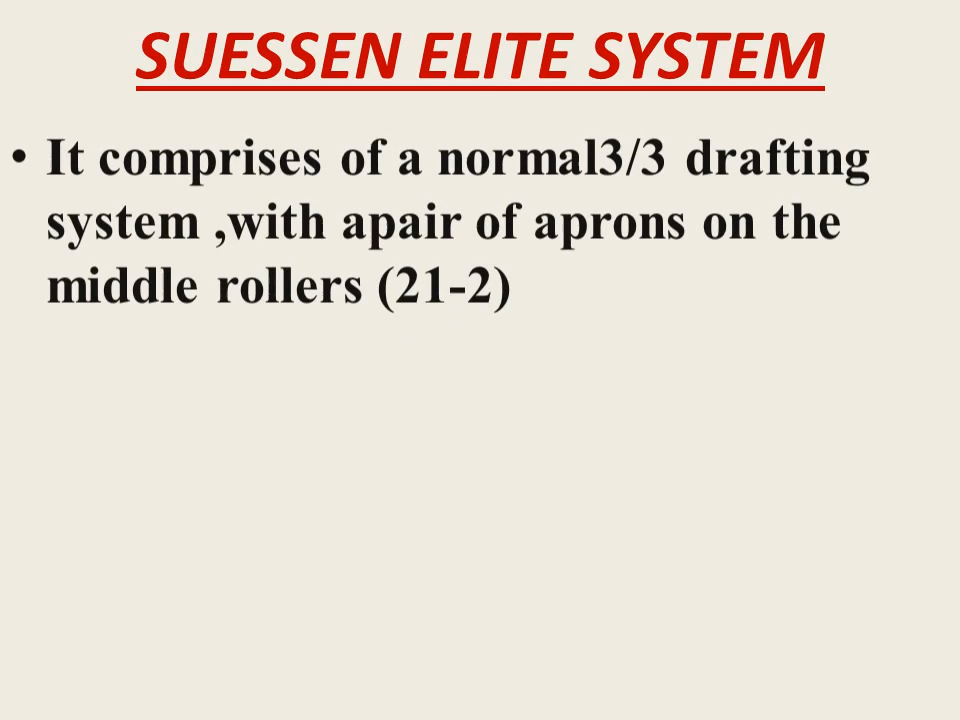 SUESSEN ELITE SYSTEM
• It comprises of a normal3/3 drafting
system ,with apair of aprons on the
middle rollers (21-2)